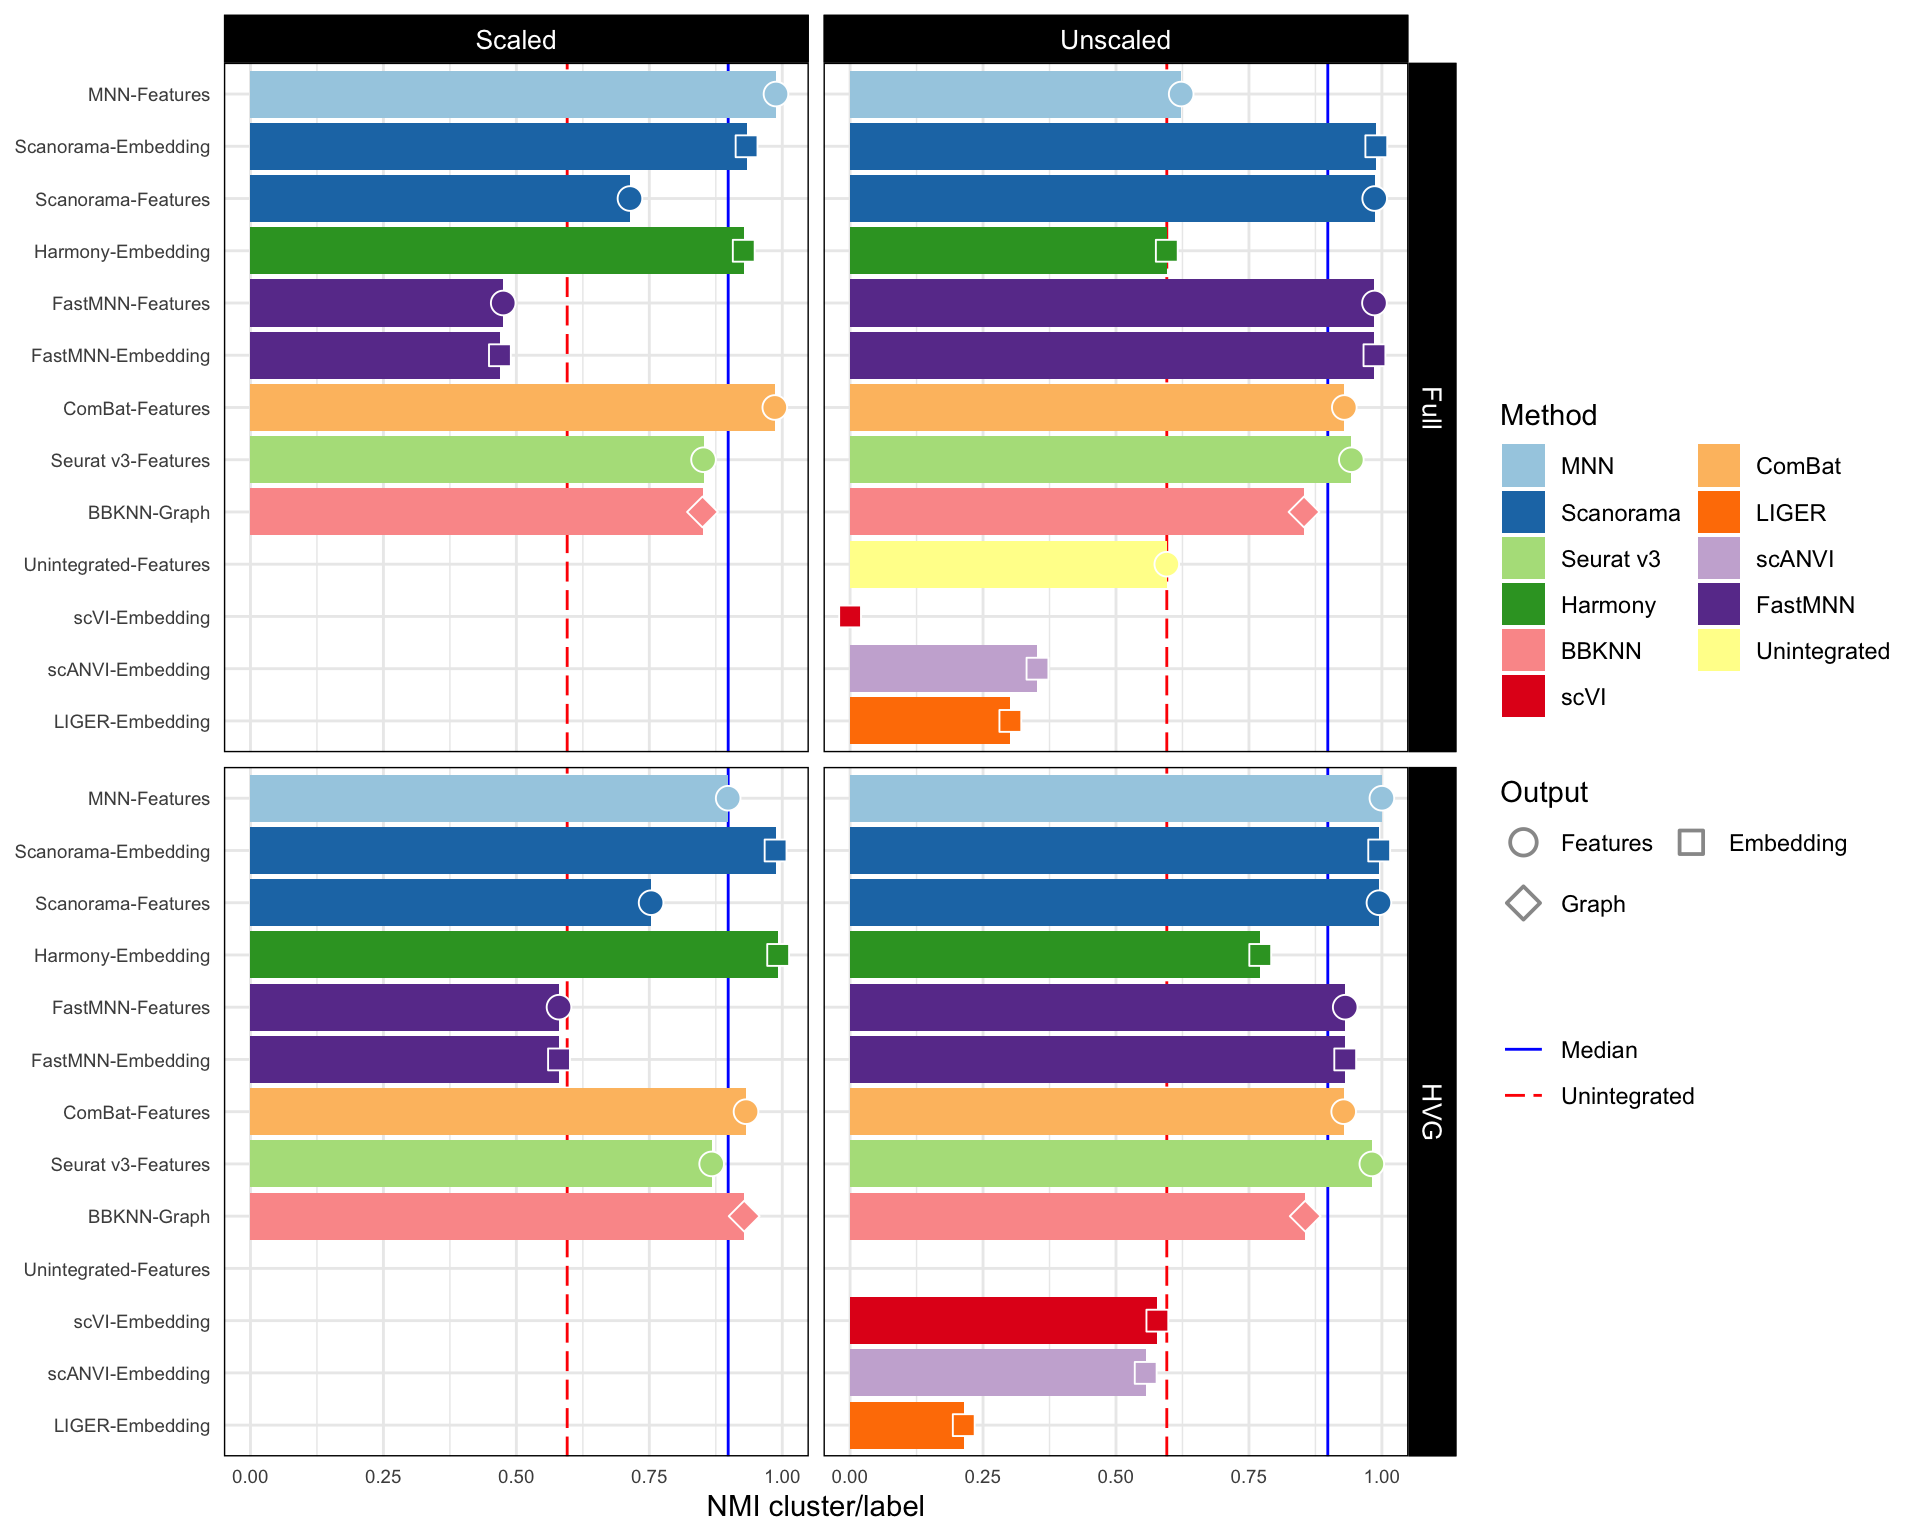 Scaled
Unscaled
MNN-Features
Scanorama-Embedding
Scanorama-Features
Harmony-Embedding
FastMNN-Features
FastMNN-Embedding
ComBat-Features
Seurat v3-Features
BBKNN-Graph
Unintegrated-Features
scVI-Embedding
scANVI-Embedding
LIGER-Embedding
Full
MNN-Features
Scanorama-Embedding
Scanorama-Features
Harmony-Embedding
FastMNN-Features
FastMNN-Embedding
ComBat-Features
Seurat v3-Features
BBKNN-Graph
Unintegrated-Features
scVI-Embedding
scANVI-Embedding
LIGER-Embedding
HVG
0.00 0.25 0.50 0.75 1.00 0.00 0.25 0.50 0.75 1.00
NMI cluster/label
Method
MNN ComBat
Scanorama LIGER
Seurat v3 scANVI
Harmony FastMNN
BBKNN Unintegrated
scVI
Output
Features Embedding
Graph
Median
Unintegrated